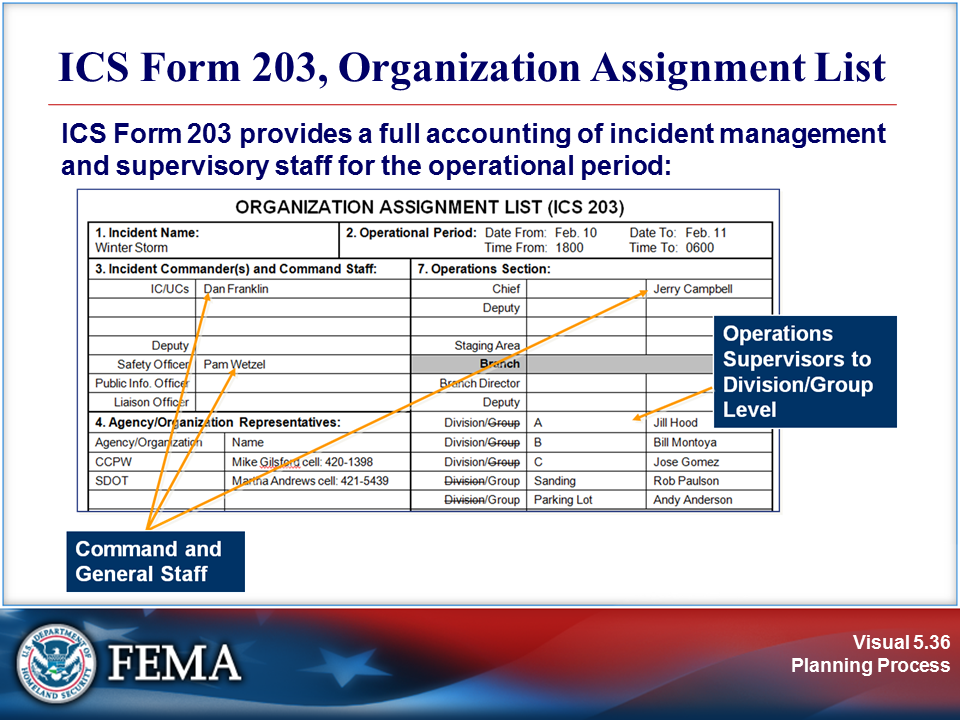 ICS Form 203, Organization Assignment List
ICS Form 203 provides a full accounting of incident management
and supervisory staff for the operational period:
ORGANIZATION ASSIGNMENT LIST (ICS 203)
1. Incident Name:
Winter Storm
2. Operational Period: Date From: Feb. 10 Date To: Feb. 11
Time From: 1800 Time To: 0600
3. Incident Commander(s) and Command Staff:
IC/UCs Dan Franklin
Deputy
Safety Officer Pam Wetzel
Public Info. Officer
Liaison Officer
4. Agency/Organization Representatives:
Agency/Organization Name
CCPW Mike Gilsford cell: 420-1398
SDOT Martha Andrews cell: 421-5439
7. Operations Section:
Chief Jerry Campbell
Deputy
Staging Area
Branch
Branch Director
Deputy
Division/Group A Jill Hood
Division/Group B Bill Montoya
Division/Group C Jose Gomez
Division/Group Sanding Rob Paulson
Division/Group Parking Lot Andy Anderson
Operations
Supervisors to
Division/Group
Level
Command and
General Staff
U.S. DEPARTMENT OF
HOMELAND SECURITY
FEMA
Visual 5.36
Planning Process